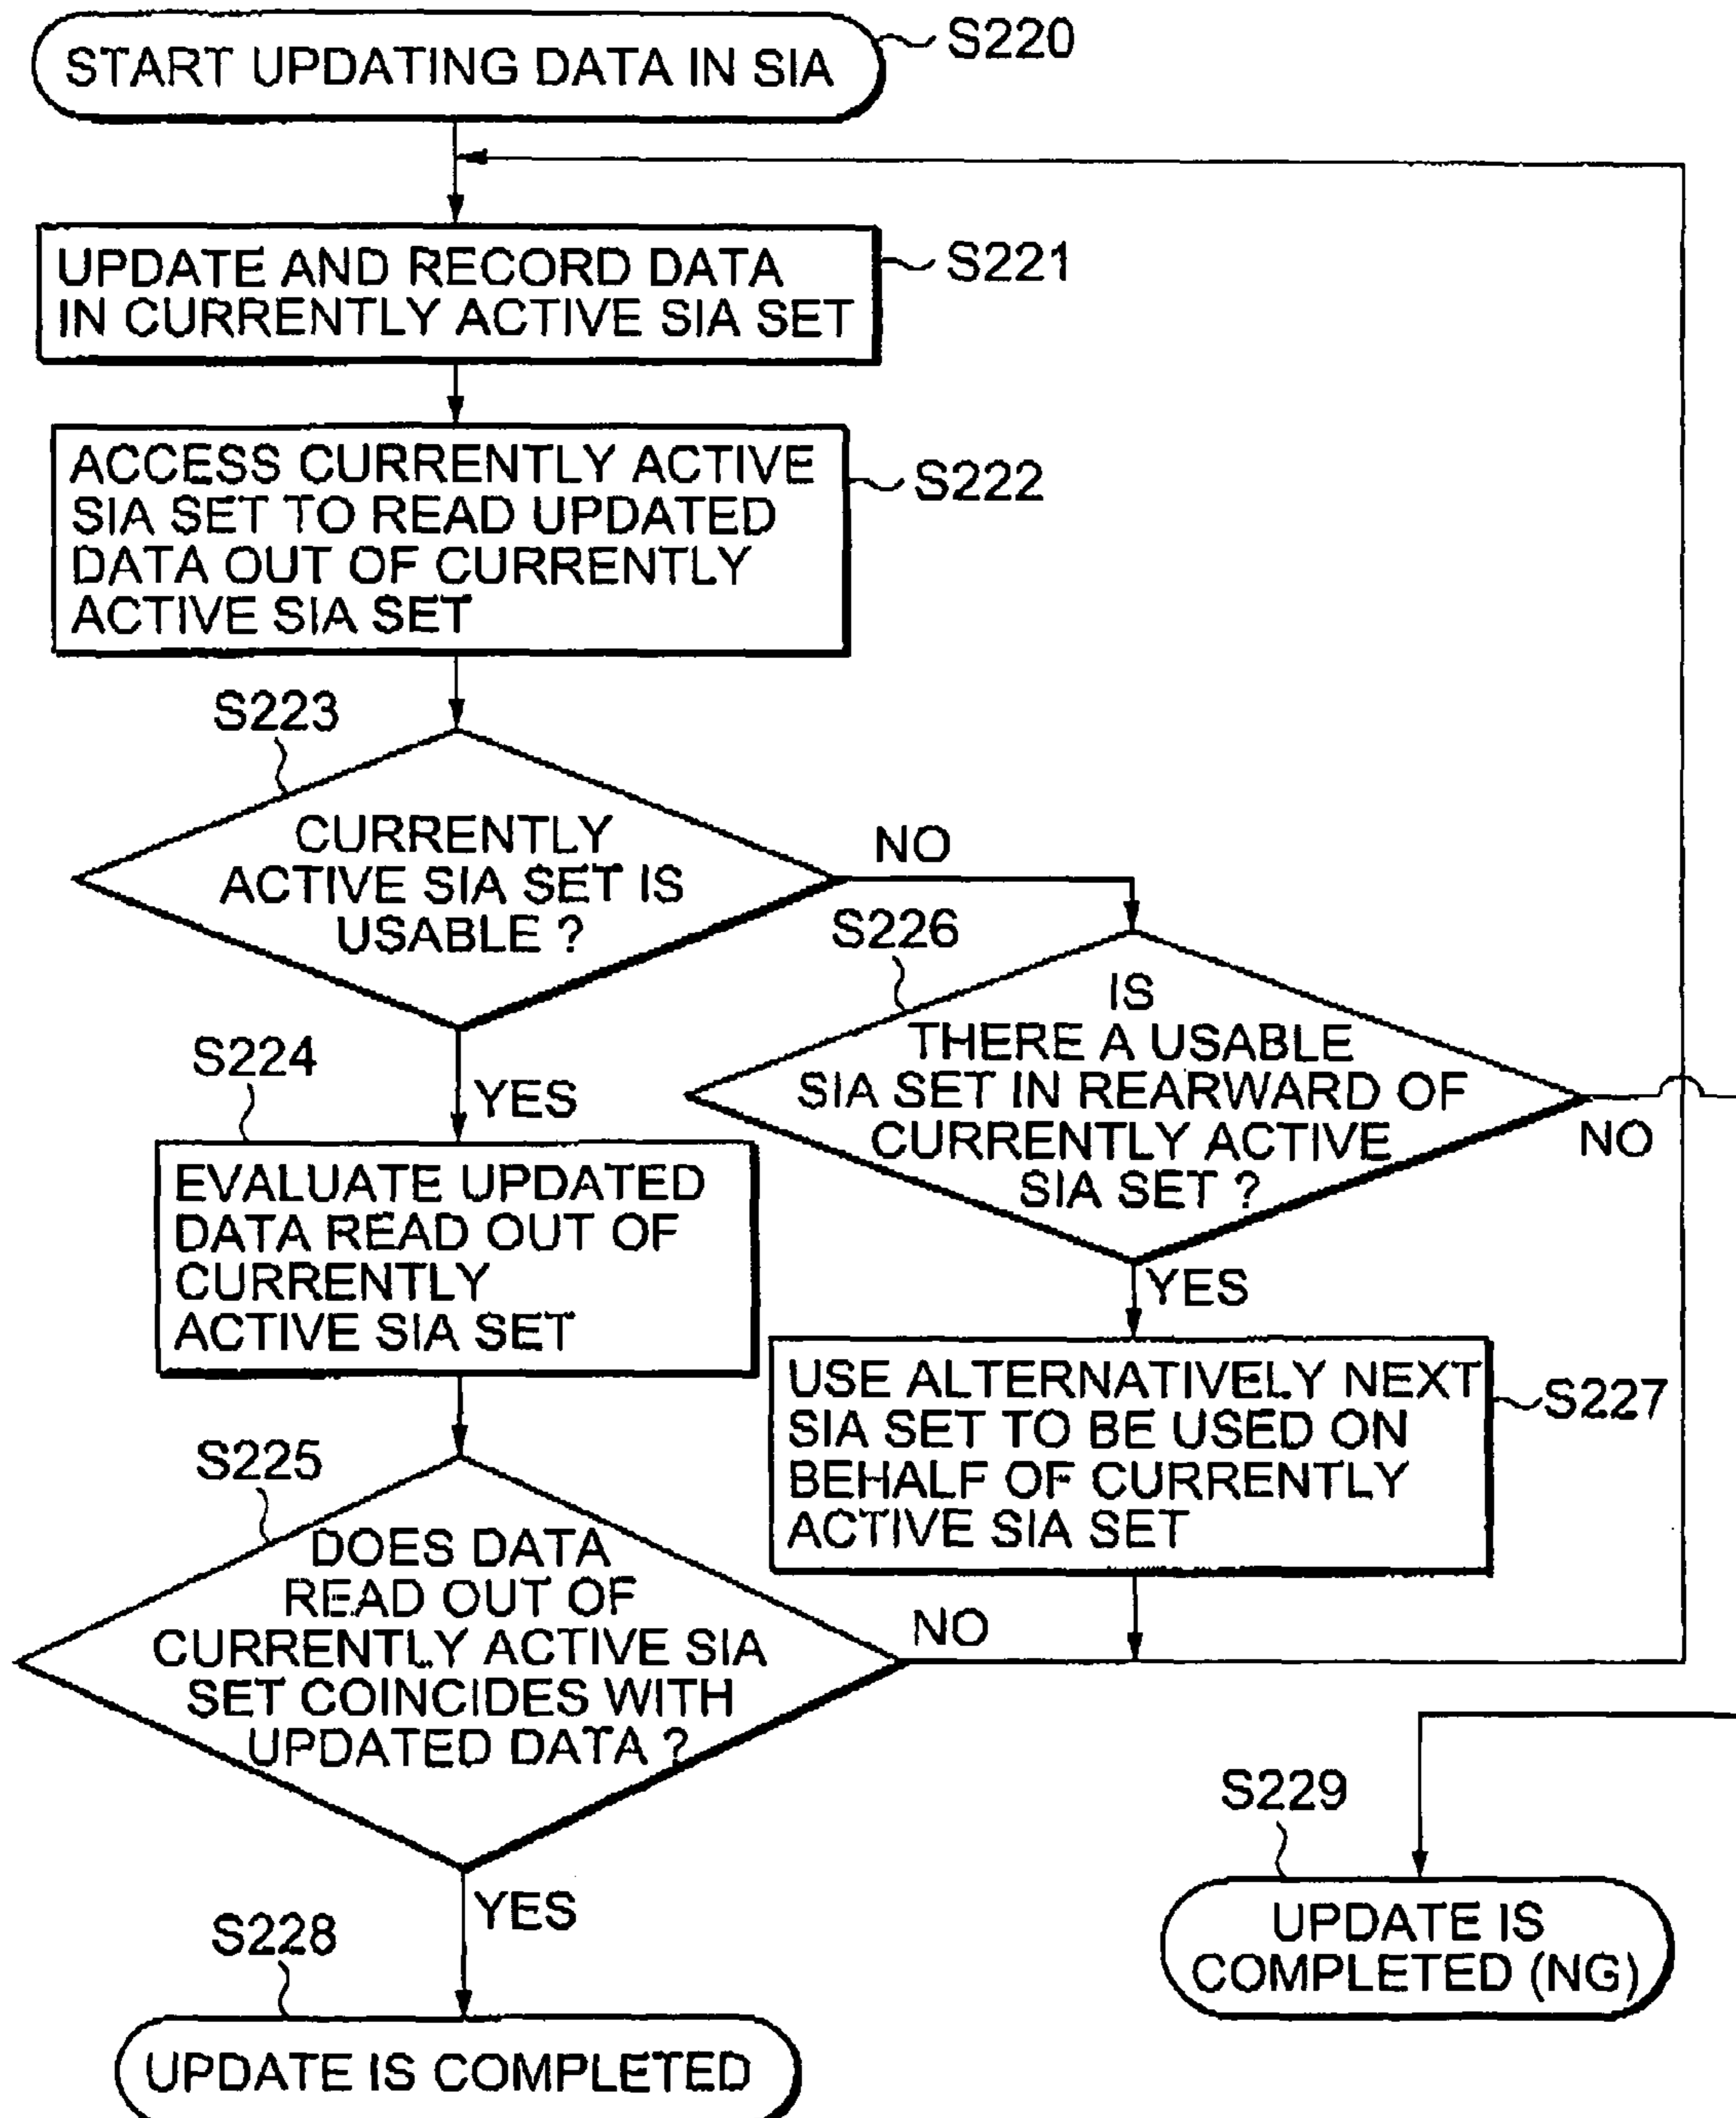 START UPDATING DATA IN SIA
S220
UPDATE AND RECORD DATA
IN CURRENTLY ACTIVE SIA SET
S221
ACCESS CURRENTLY ACTIVE
SIA SET TO READ UPDATED
DATA OUT OF CURRENTLY
ACTIVE SIA SET
S222
S223
CURRENTLY
ACTIVE SIA SET IS
USABLE ?
NO
YES
S226
IS
THERE A USABLE
SIA SET IN REARWARD OF
CURRENTLY ACTIVE
SIA SET ?
NO
YES
S224
EVALUATE UPDATED
DATA READ OUT OF
CURRENTLY
ACTIVE SIA SET
USE ALTERNATIVELY NEXT
SIA SET TO BE USED ON
BEHALF OF CURRENTLY
ACTIVE SIA SET
S227
S225
DOES DATA
READ OUT OF
CURRENTLY ACTIVE SIA
SET COINCIDES WITH
UPDATED DATA ?
NO
YES
S228
UPDATE IS COMPLETED
S229
UPDATE IS
COMPLETED (NG)